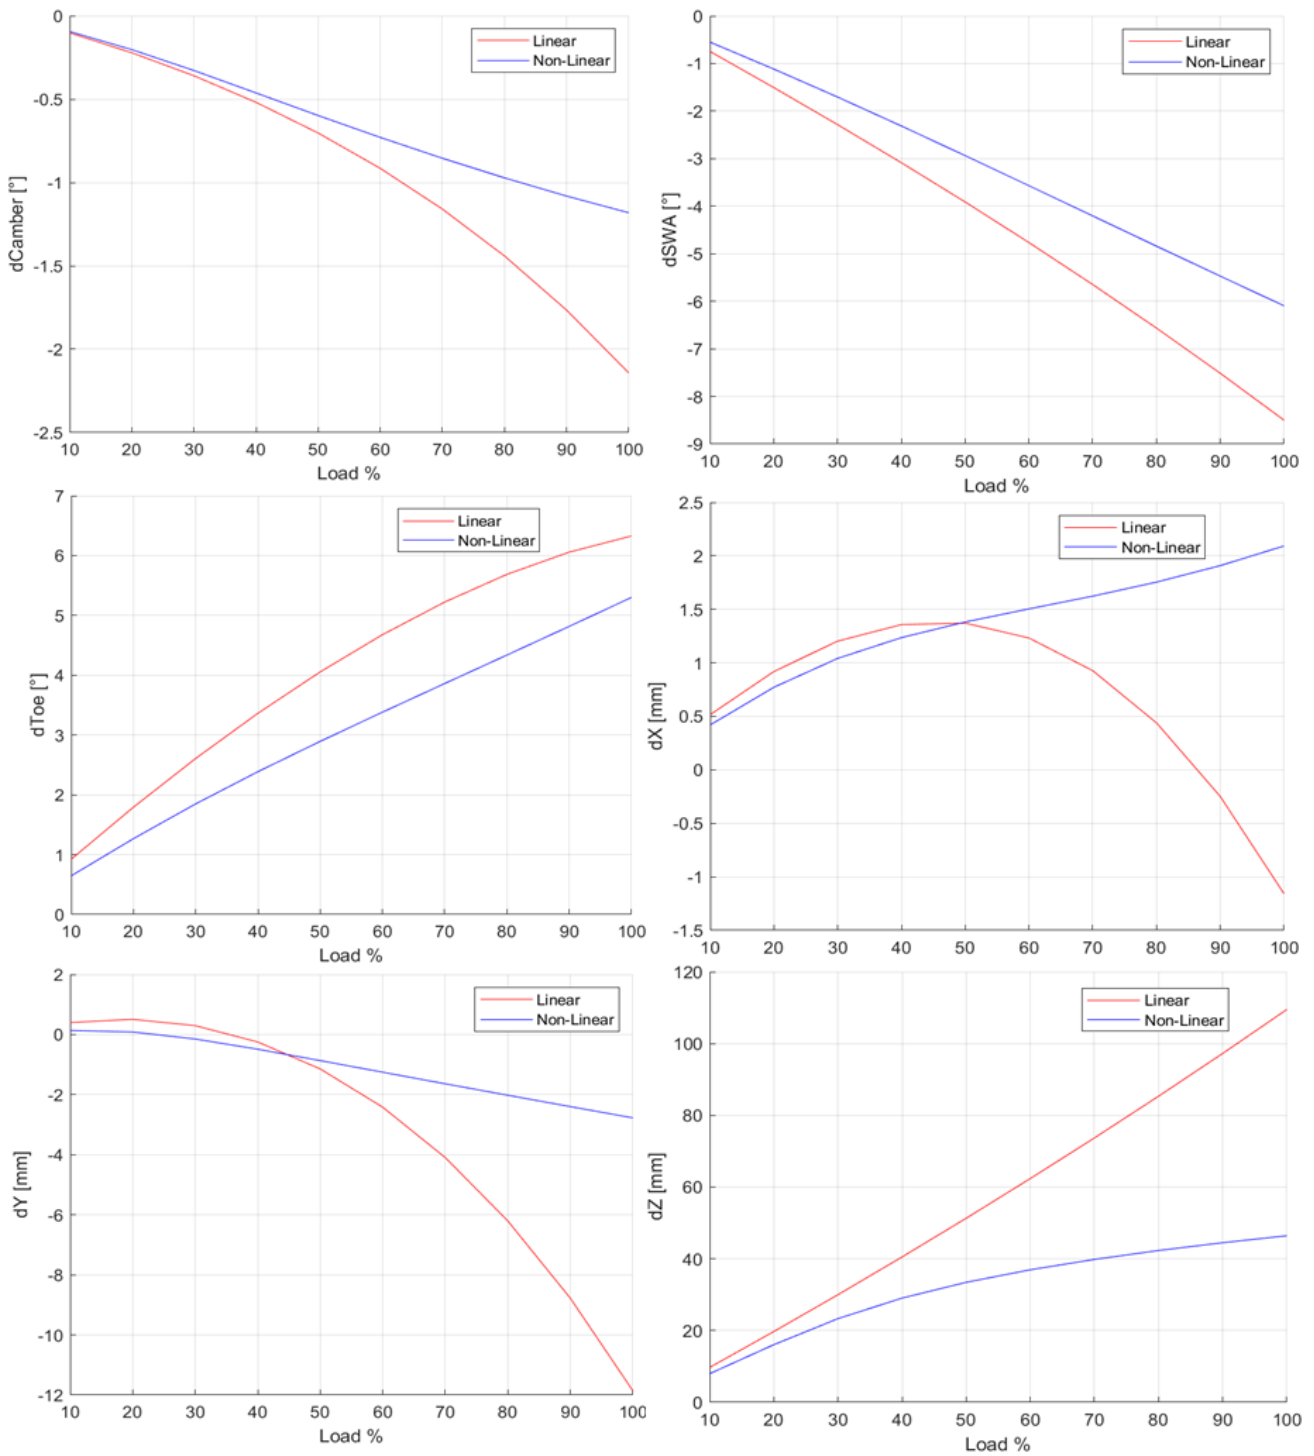 0
-0.5
-1
-1.5
-2
-2.5
dCamber [°]
Linear
Non-Linear
10 20 30 40 50 60 70 80 90 100
Load %
0
-1
-2
-3
-4
-5
-6
-7
-8
-9
dSWA [°]
Linear
Non-Linear
10 20 30 40 50 60 70 80 90 100
Load %
7
6
5
4
3
2
1
0
dToe [°]
Linear
Non-Linear
10 20 30 40 50 60 70 80 90 100
Load %
2.5
2
1.5
1
0.5
0
-0.5
-1
-1.5
dX [mm]
Linear
Non-Linear
10 20 30 40 50 60 70 80 90 100
Load %
2
0
-2
-4
-6
-8
-10
-12
dY [mm]
Linear
Non-Linear
10 20 30 40 50 60 70 80 90 100
Load %
120
100
80
60
40
20
0
dZ [mm]
Linear
Non-Linear
10 20 30 40 50 60 70 80 90 100
Load %